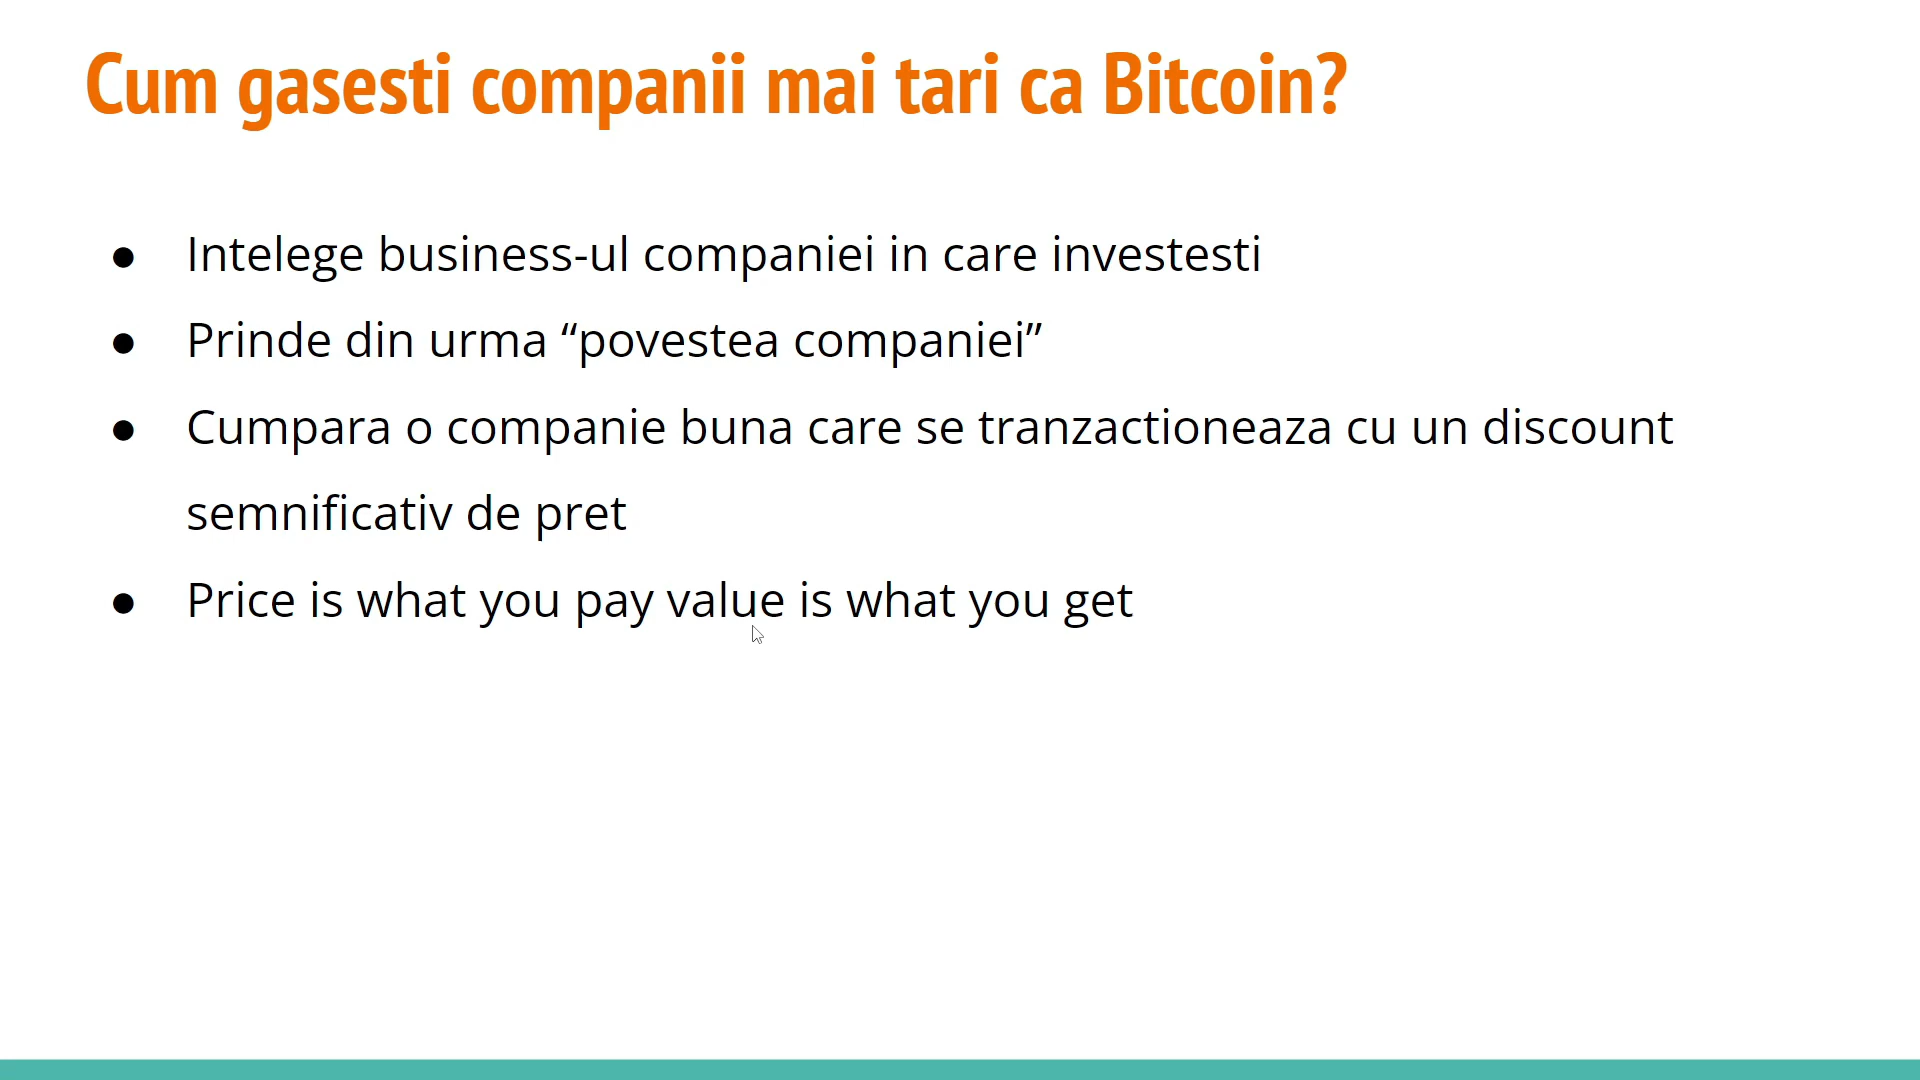 Cum gasesti companii mai tari ca Bitcoin?
● Intelege business-ul companiei in care investesti
● Prinde din urma “povestea companiei”
● Cumpara o companie buna care se tranzactioneaza cu un discount
semnificativ de pret
● Price is what you pay value is what you get